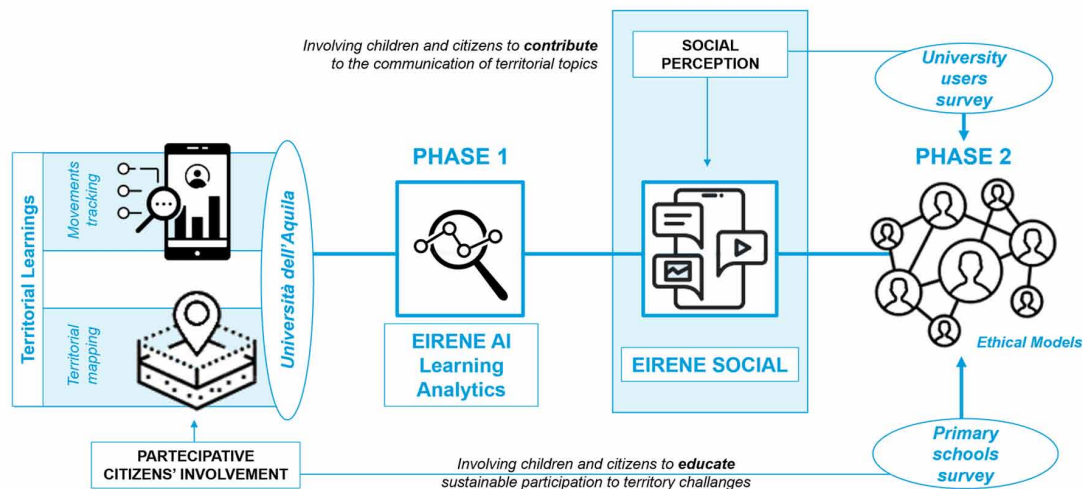 Involving children and citizens to contribute
to the communication of territorial topics
SOCIAL
PERCEPTION
University
users
survey
Territorial Learnings
Movements
tracking
Territorial
mapping
Università dell'Aquila
PHASE 1
EIRENE AI
Learning
Analytics
EIRENE SOCIAL
PHASE 2
Ethical Models
PARTECIPATIVE
CITIZENS' INVOLVEMENT
Involving children and citizens to educate
sustainable participation to territory challanges
Primary
schools
survey